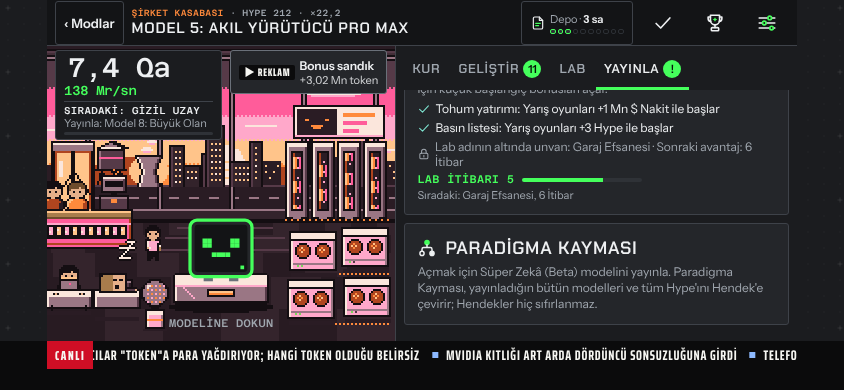 ‹ Modlar
ŞİRKET KASABASI · HYPE 212 · ×22,2
MODEL 5: AKIL YÜRÜTÜCÜ PRO MAX
Depo · 3 sa
7,4 Qa
138 Mr/sn
SIRADAKİ: GİZİL UZAY
Yayınla: Model 8: Büyük Olan
REKLAM
Bonus sandık
+3,02 Mn token
KUR
GELİŞTİR 11
LAB
YAYINLA !
Tohum yatırımı: Yarış oyunları +1 Mn $ Nakit ile başlar
Basın listesi: Yarış oyunları +3 Hype ile başlar
Lab adının altında unvan: Garaj Efsanesi · Sonraki avantaj: 6
İtibar
LAB İTİBARI 5
Sıradaki: Garaj Efsanesi, 6 İtibar
PARADİGMA KAYMASI
Açmak için Süper Zekâ (Beta) modelini yayınla. Paradigma
Kayması, yayınladığın bütün modelleri ve tüm Hype'ını Hendek'e
çevirir; Hendekler hiç sıfırlanmaz.
Z
MODELİNE DOKUN
CANLI
CILAR "TOKEN"A PARA YAĞDIRIYOR; HANGİ TOKEN OLDUĞU BELİRSİZ
MVIDIA KITLIĞI ART ARDA DÖRDÜNCÜ SONSUZLUĞUNA GİRDİ
TELEFO